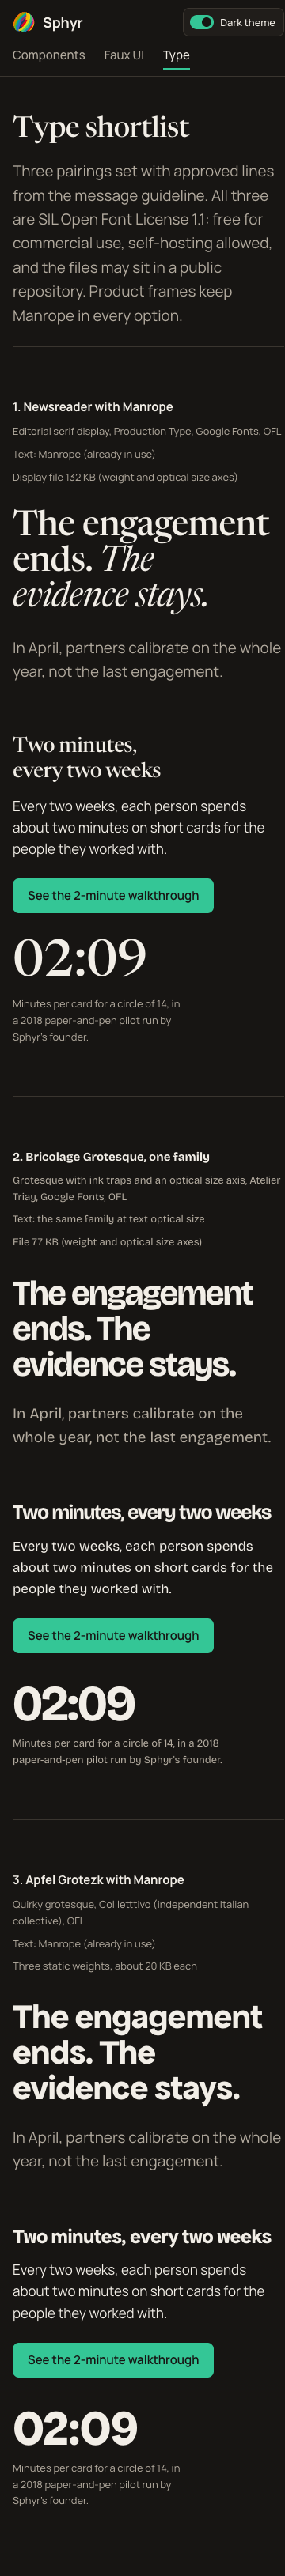 Sphyr
Dark theme
Components Faux UI Type
Type shortlist
Three pairings set with approved lines
from the message guideline. All three
are SIL Open Font License 1.1: free for
commercial use, self-hosting allowed,
and the files may sit in a public
repository. Product frames keep
Manrope in every option.
1. Newsreader with Manrope
Editorial serif display, Production Type, Google Fonts, OFL
Text: Manrope (already in use)
Display file 132 KB (weight and optical size axes)
The engagement
ends. The
evidence stays.
In April, partners calibrate on the whole
year, not the last engagement.
Two minutes,
every two weeks
Every two weeks, each person spends
about two minutes on short cards for the
people they worked with.
See the 2-minute walkthrough
02:09
Minutes per card for a circle of 14, in
a 2018 paper-and-pen pilot run by
Sphyr's founder.
2. Bricolage Grotesque, one family
Grotesque with ink traps and an optical size axis, Atelier
Triay, Google Fonts, OFL
Text: the same family at text optical size
File 77 KB (weight and optical size axes)
The engagement
ends. The
evidence stays.
In April, partners calibrate on the
whole year, not the last engagement.
Two minutes, every two weeks
Every two weeks, each person spends
about two minutes on short cards for the
people they worked with.
See the 2-minute walkthrough
02:09
Minutes per card for a circle of 14, in a 2018
paper-and-pen pilot run by Sphyr's founder.
3. Apfel Grotezk with Manrope
Quirky grotesque, Collletttivo (independent Italian
collective), OFL
Text: Manrope (already in use)
Three static weights, about 20 KB each
The engagement
ends. The
evidence stays.
In April, partners calibrate on the whole
year, not the last engagement.
Two minutes, every two weeks
Every two weeks, each person spends
about two minutes on short cards for the
people they worked with.
See the 2-minute walkthrough
02:09
Minutes per card for a circle of 14, in
a 2018 paper-and-pen pilot run by
Sphyr's founder.